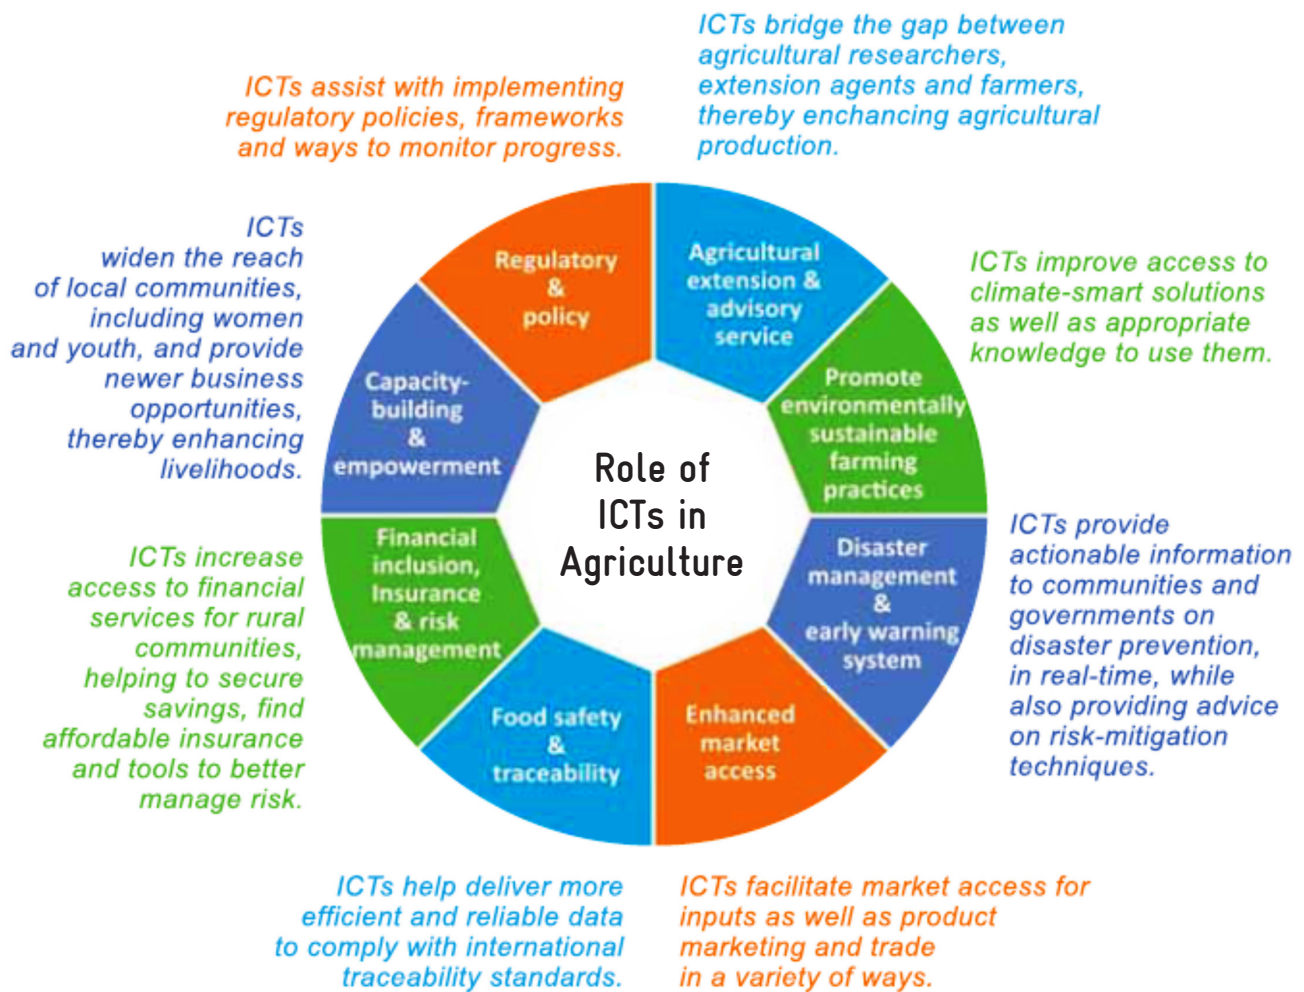 ICTs bridge the gap between
agricultural researchers,
extension agents and farmers,
thereby enchancing agricultural
production.
ICTs assist with implementing
regulatory policies, frameworks
and ways to monitor progress.
ICTs
widen the reach
of local communities,
including women
and youth, and provide
newer business
opportunities,
thereby enhancing
livelihoods.
ICTs improve access to
climate-smart solutions
as well as appropriate
knowledge to use them.
Regulatory
&
policy
Agricultural
extension &
advisory
service
Capacity-
building
&
empowerment
Promote
environmentally
sustainable
farming
practices
Role of
ICTs in
Agriculture
Financial
inclusion,
Insurance
& risk
management
Disaster
management
&
early warning
system
ICTs increase
access to financial
services for rural
communities,
helping to secure
savings, find
affordable insurance
and tools to better
manage risk.
ICTs provide
actionable information
to communities and
governments on
disaster prevention,
in real-time, while
also providing advice
on risk-mitigation
techniques.
Food safety
&
traceability
Enhanced
market
access
ICTs help deliver more
efficient and reliable data
to comply with international
traceability standards.
ICTs facilitate market access for
inputs as well as product
marketing and trade
in a variety of ways.